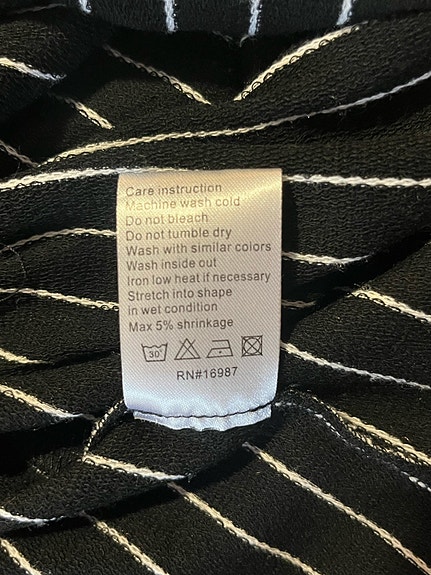 Care instruction
Machine wash cold
Do not bleach
Do not tumble dry
Wash with similar colors
Wash inside out
Iron low heat if necessary
Stretch into shape
in wet condition
Max 5% shrinkage
30°
RN#16987